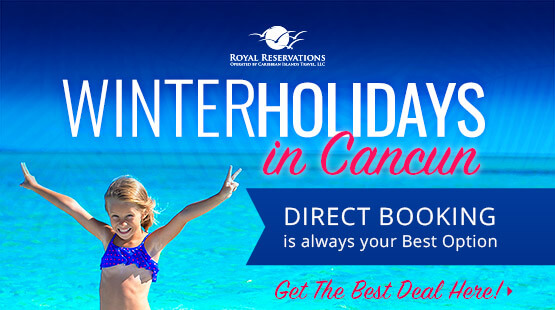 ROYAL RESERVATIONS
OPERATED BY CARIBBEAN ISLANDS TRAVEL, LLC
WINTERHOLIDAYS
in Cancun
DIRECT BOOKING
is always your Best Option
Get The Best Deal Here!